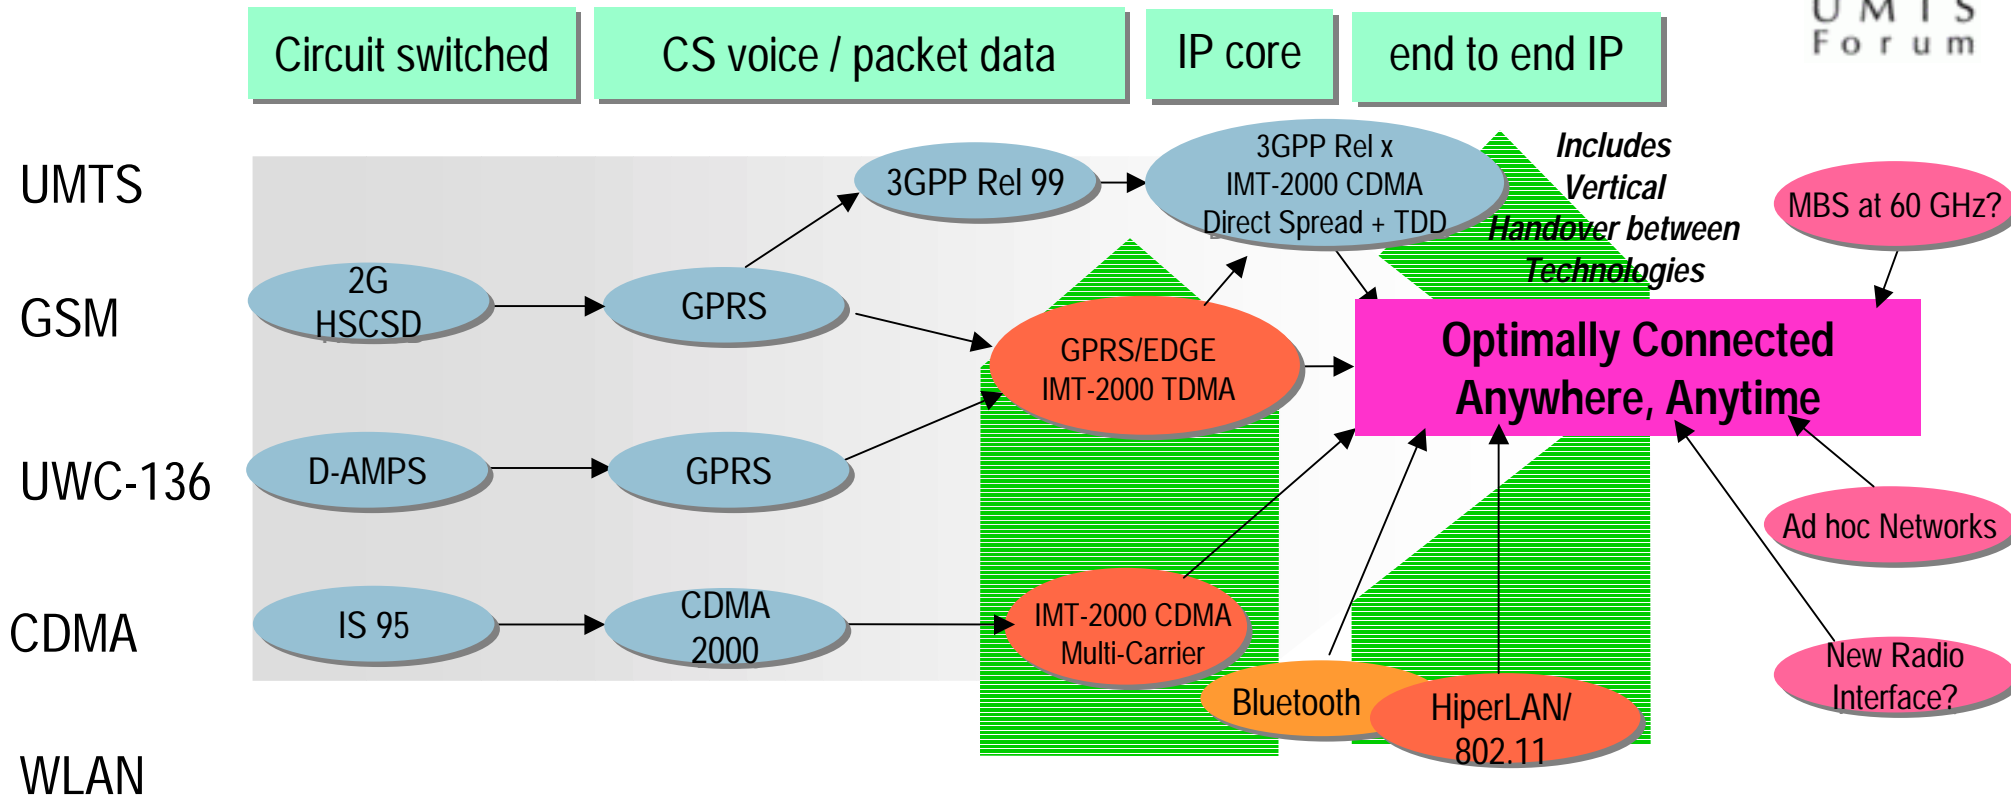 UMTS
Forum
Circuit switched
CS voice / packet data
IP core
end to end IP
UMTS
3GPP Rel 99
3GPP Rel x
IMT-2000 CDMA
Direct Spread + TDD
Includes
Vertical
Handover between
Technologies
MBS at 60 GHz?
GSM
2G
HSCSD
GPRS
GPRS/EDGE
IMT-2000 TDMA
Optimally Connected
Anywhere, Anytime
UWC-136
D-AMPS
GPRS
Ad hoc Networks
CDMA
IS 95
CDMA
2000
IMT-2000 CDMA
Multi-Carrier
New Radio
Interface?
Bluetooth
HiperLAN/
802.11
WLAN